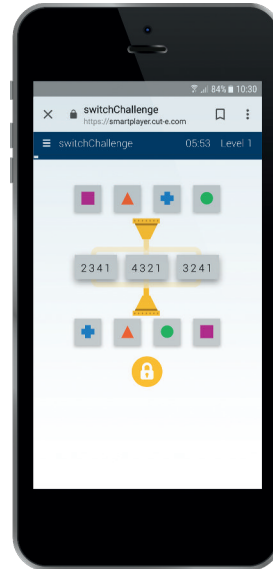 84% 10:30
switchChallenge
https://smartplayer.cut-e.com
switchChallenge 05:53 Level 1
2341 4321 3241